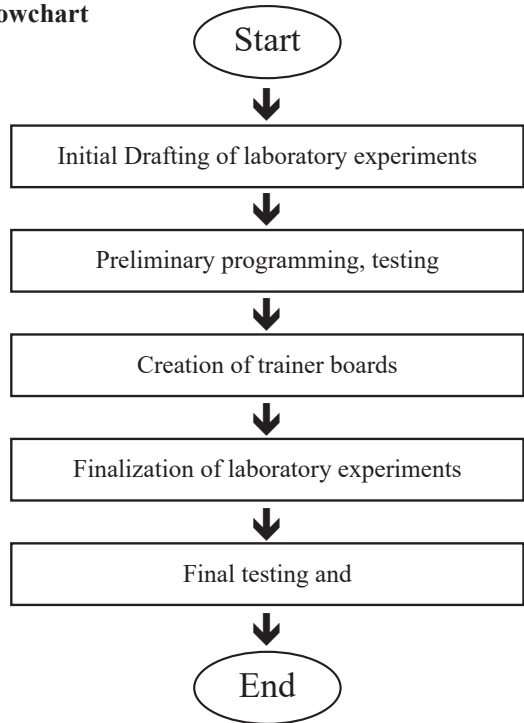 owchart
Start
Initial Drafting of laboratory experiments
Preliminary programming, testing
Creation of trainer boards
Finalization of laboratory experiments
Final testing and
End